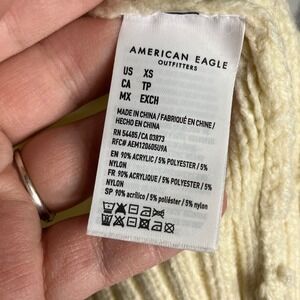 AMERICAN EAGLE
OUTFITTERS
US XS
CA TP
MX EXCH
MADE IN CHINA / FABRIQUÉ EN CHINE /
HECHO EN CHINA
RN 54485/CA 03873
RFC# AEM120605U9A
EN 90% ACRYLIC / 5% POLYESTER / 5%
NYLON
FR 90% ACRYLIQUE / 5% POLYESTER / 5%
NYLON
SP 90% acrílico / 5% poliéster / 5% nylon